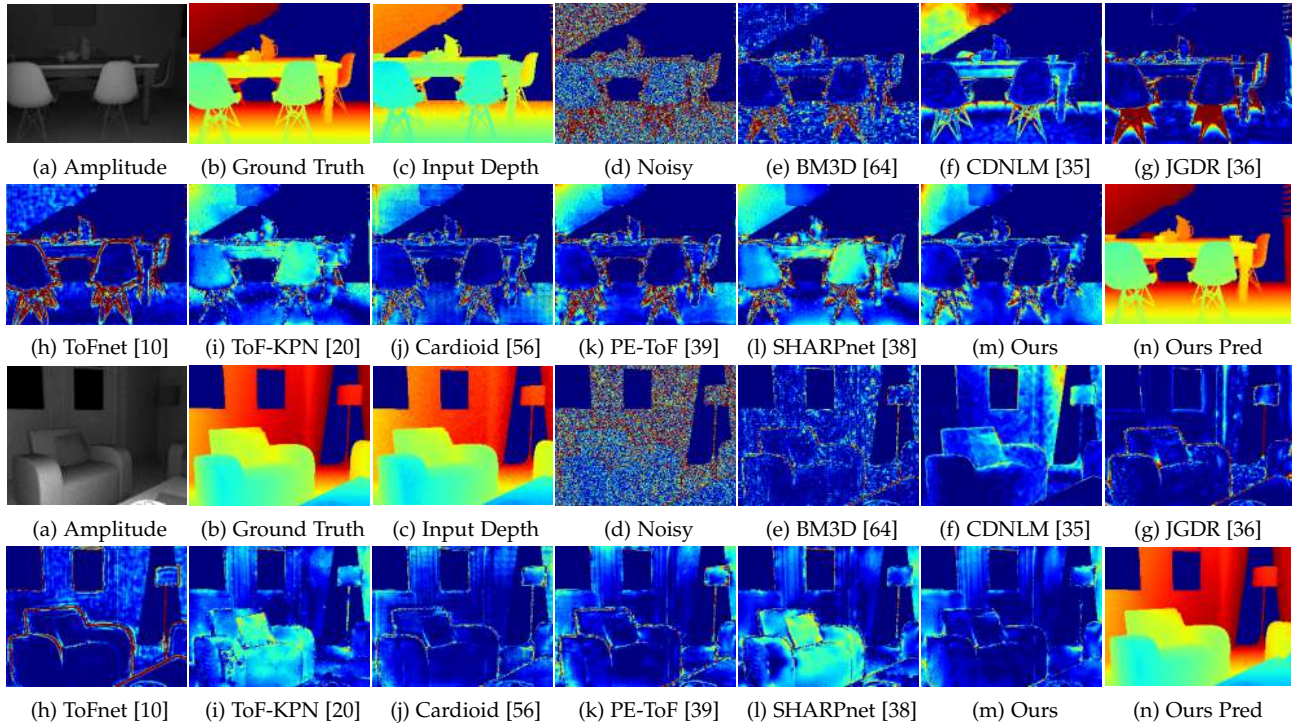 (a) Amplitude (b) Ground Truth (c) Input Depth (d) Noisy (e) BM3D [64] (f) CDNLM [35] (g) JGDR [36]
(h) ToFnet [10] (i) ToF-KPN [20] (j) Cardioid [56] (k) PE-ToF [39] (l) SHARPnet [38] (m) Ours (n) Ours Pred
(a) Amplitude (b) Ground Truth (c) Input Depth (d) Noisy (e) BM3D [64] (f) CDNLM [35] (g) JGDR [36]
(h) ToFnet [10] (i) ToF-KPN [20] (j) Cardioid [56] (k) PE-ToF [39] (l) SHARPnet [38] (m) Ours (n) Ours Pred